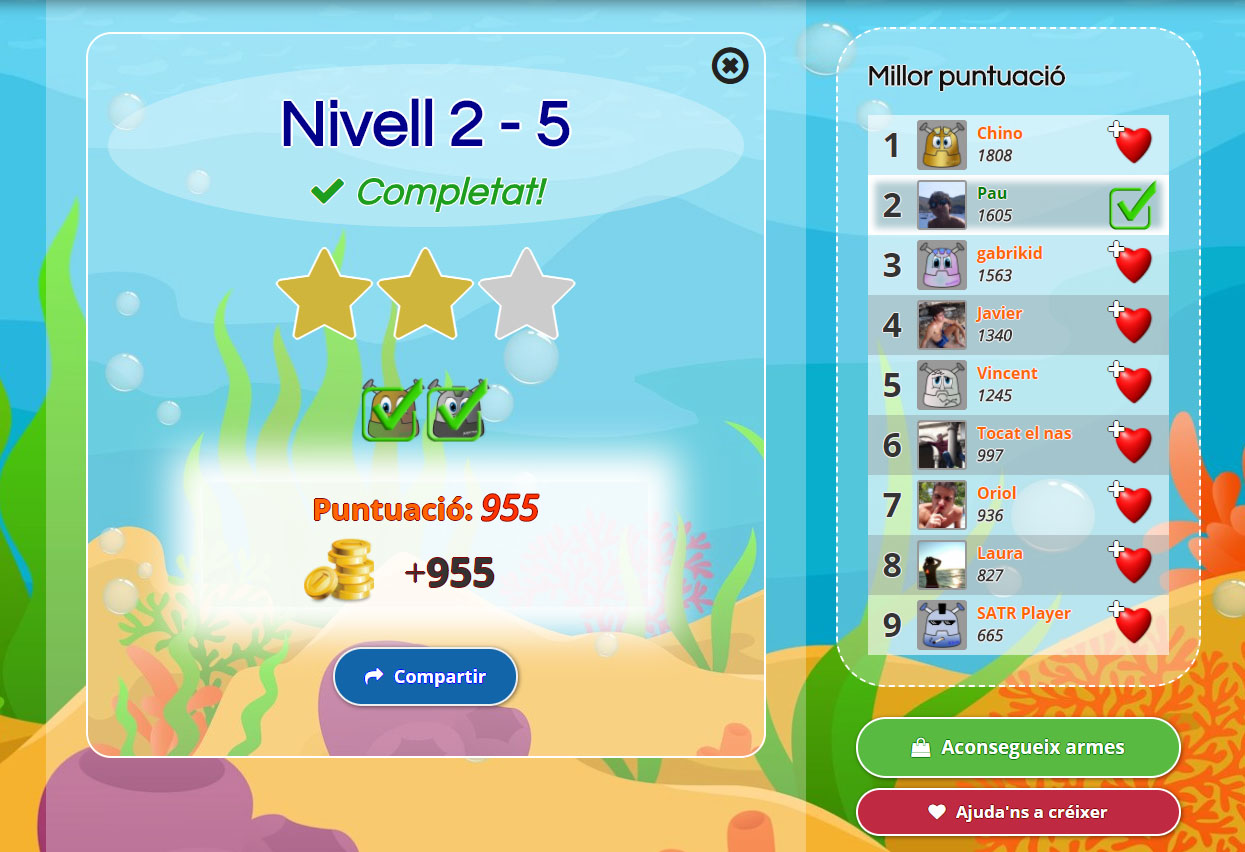 Nivell 2 - 5
Completat!
Puntuació: 955
+955
Compartir
Millor puntuació
1 Chino
1808
2 Pau
1605
3 gabrikid
1563
4 Javier
1340
5 Vincent
1245
6 Tocat el nas
997
7 Oriol
936
8 Laura
827
9 SATR Player
665
Aconsegueix armes
Ajuda'ns a créixer